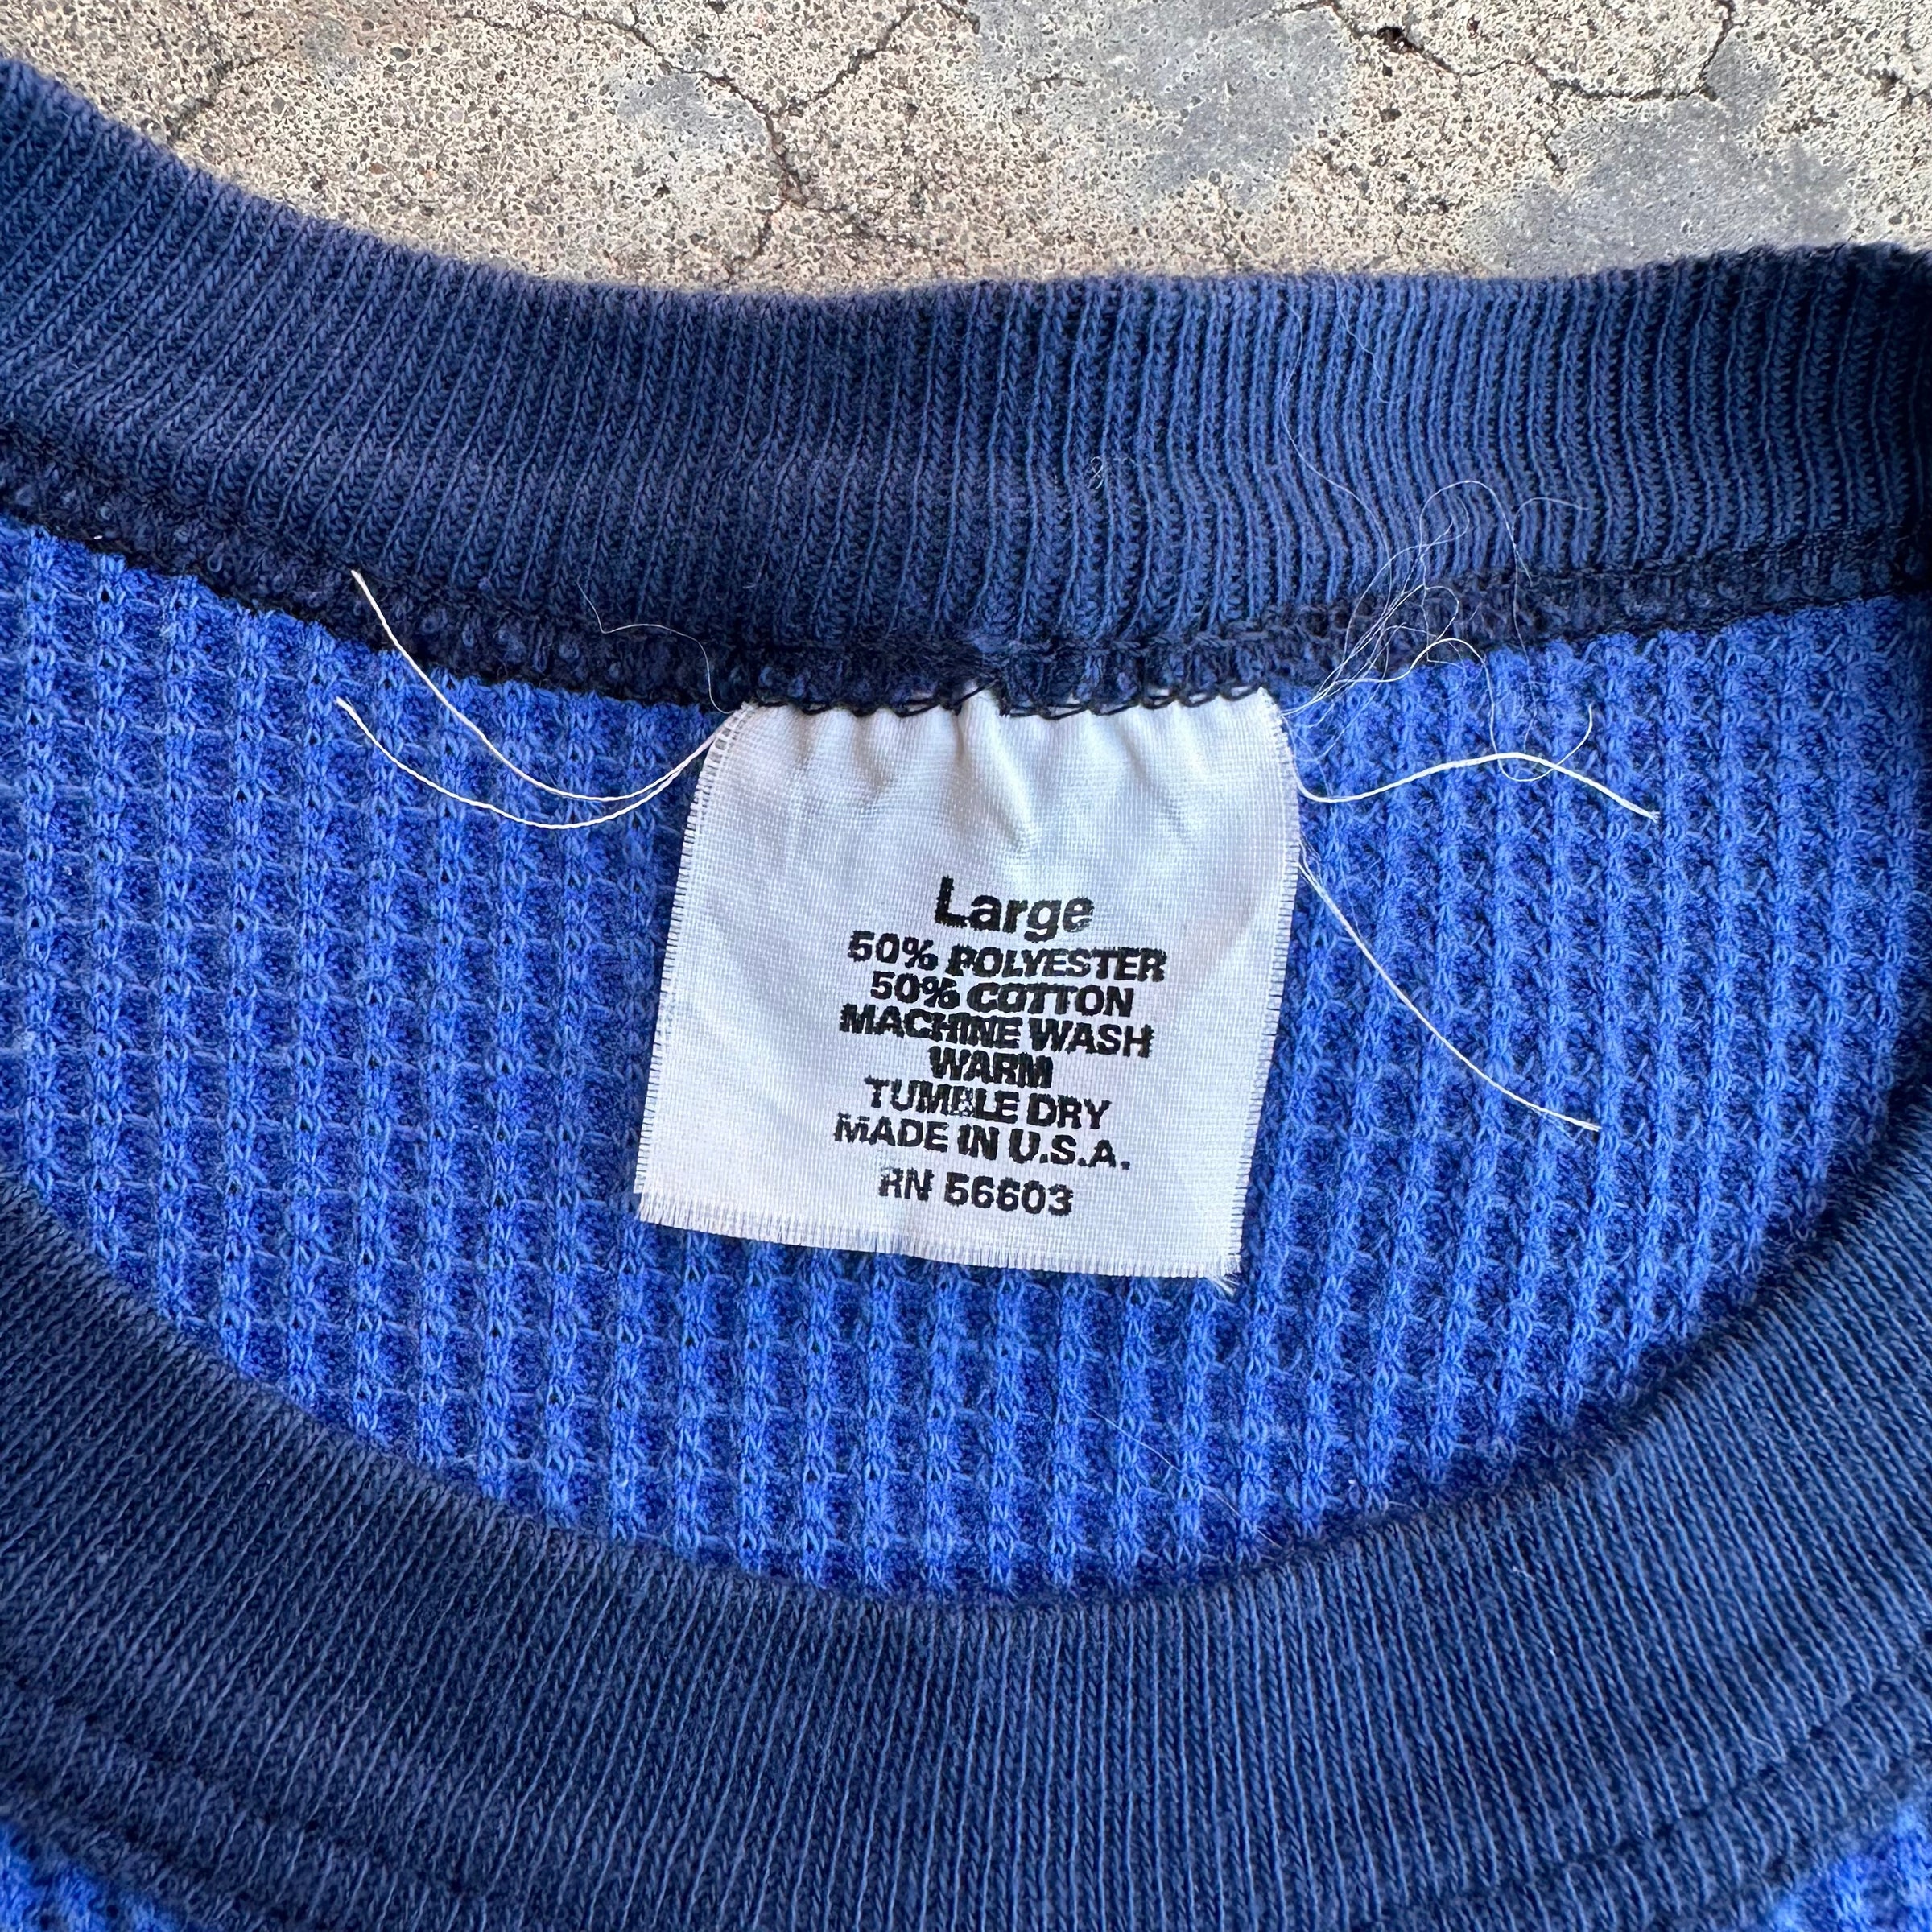 Large
50% POLYESTER
50% COTTON
MACHINE WASH
WARM
TUMBLE DRY
MADE IN U.S.A.
RN 56603